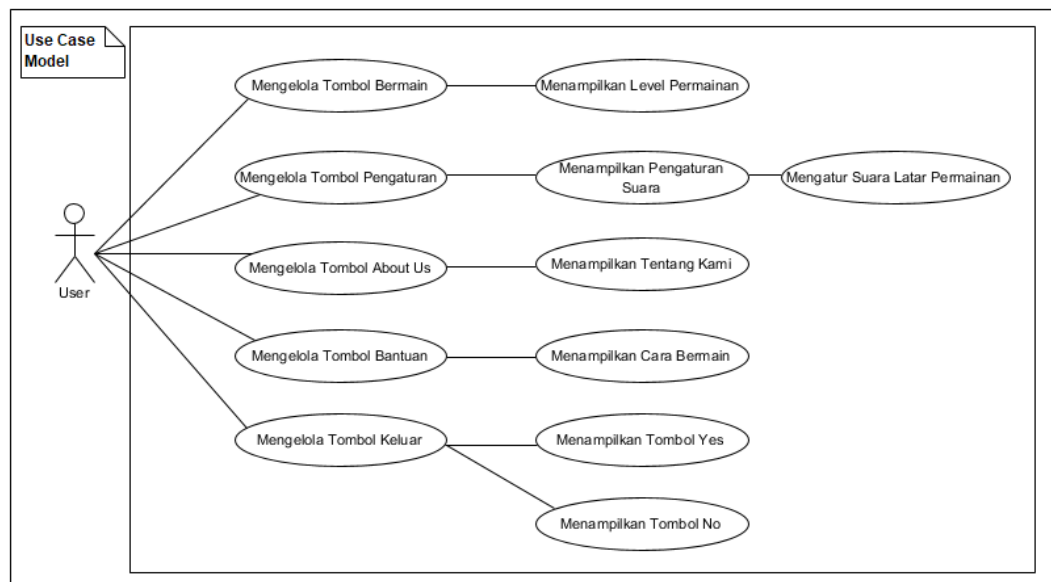 Use Case
Model
Mengelola Tombol Bermain
Menampilkan Level Permainan
Mengelola Tombol Pengaturan
Menampilkan Pengaturan
Suara
Mengatur Suara Latar Permainan
User
Mengelola Tombol About Us
Menampilkan Tentang Kami
Mengelola Tombol Bantuan
Menampilkan Cara Bermain
Mengelola Tombol Keluar
Menampilkan Tombol Yes
Menampilkan Tombol No